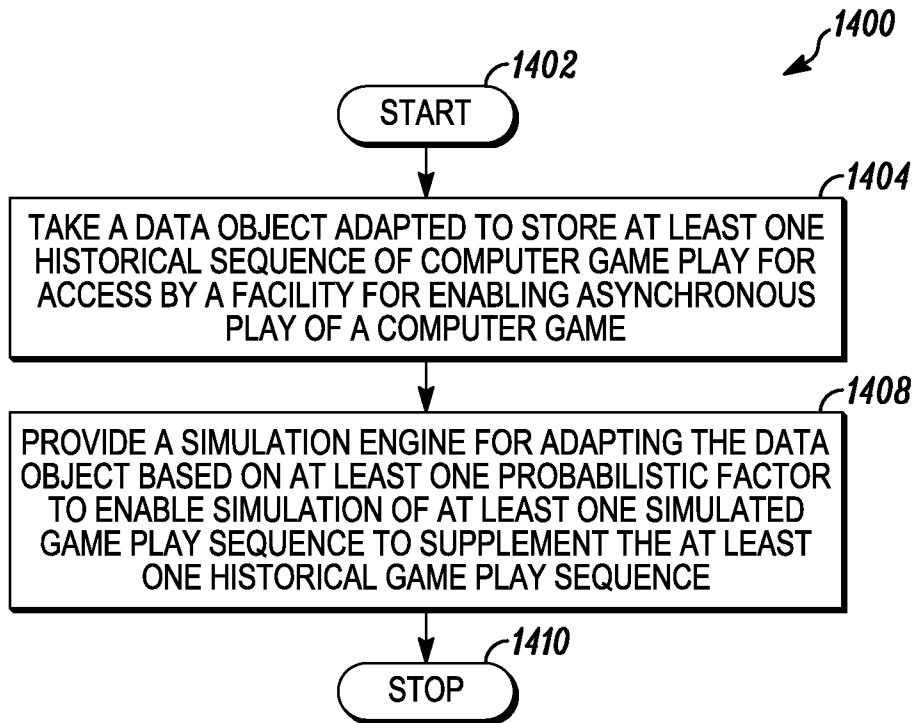 1400
1402
START
1404
TAKE A DATA OBJECT ADAPTED TO STORE AT LEAST ONE
HISTORICAL SEQUENCE OF COMPUTER GAME PLAY FOR
ACCESS BY A FACILITY FOR ENABLING ASYNCHRONOUS
PLAY OF A COMPUTER GAME
1408
PROVIDE A SIMULATION ENGINE FOR ADAPTING THE DATA
OBJECT BASED ON AT LEAST ONE PROBABILISTIC FACTOR
TO ENABLE SIMULATION OF AT LEAST ONE SIMULATED
GAME PLAY SEQUENCE TO SUPPLEMENT THE AT LEAST
ONE HISTORICAL GAME PLAY SEQUENCE
1410
STOP